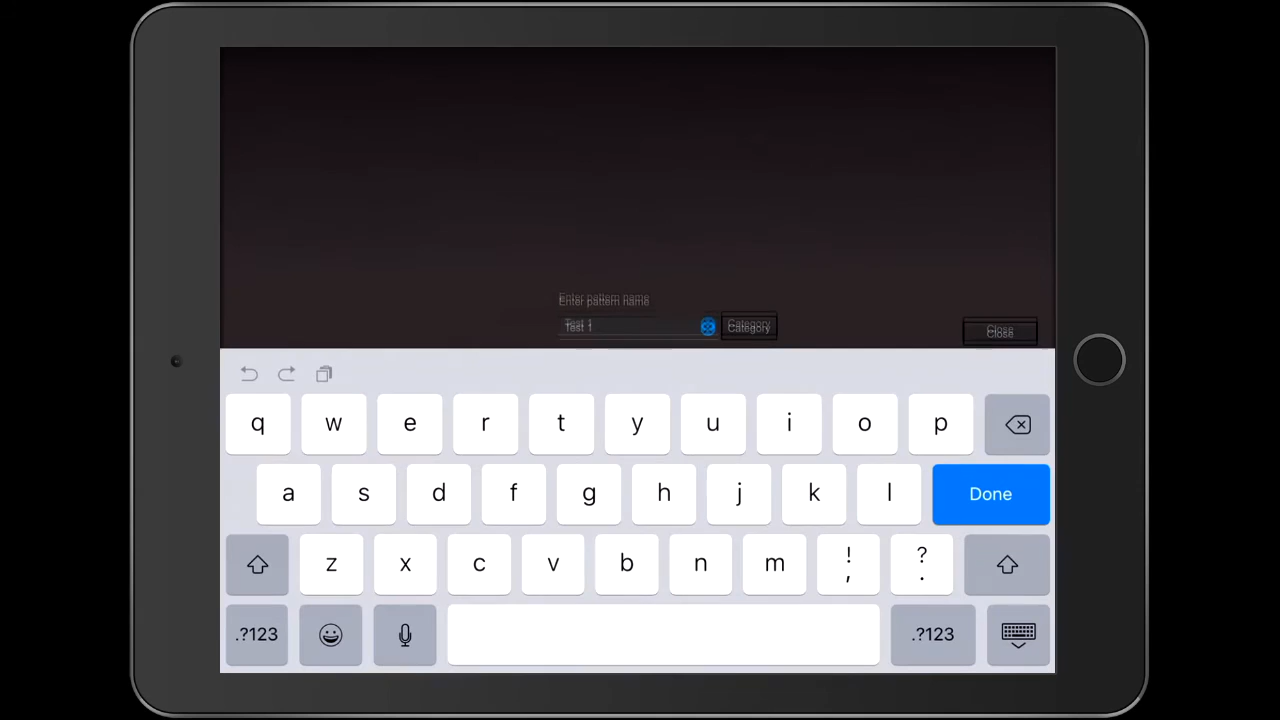 Enter pattern name
Test 1 Category
Close
q w e r t y u i o p
a s d f g h j k l Done
z x c v b n m ! , ? .
.?123 .?123